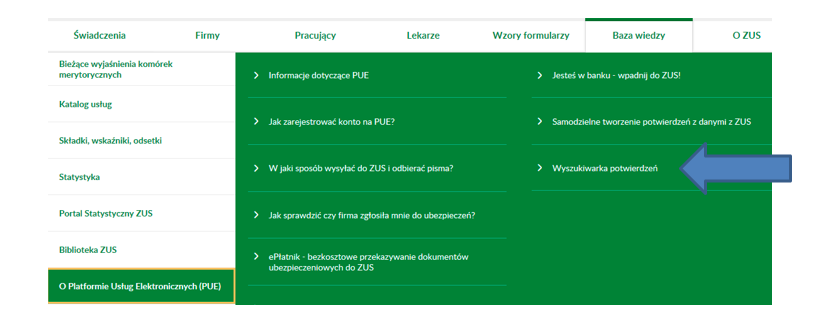 Świadczenia
Firmy
Pracujący
Lekarze
Wzory formularzy
Baza wiedzy
O ZUS
Bieżące wyjaśnienia komórek
merytorycznych
Katalog usług
Składki, wskaźniki, odsetki
Statystyka
Portal Statystyczny ZUS
Biblioteka ZUS
O Platformie Usług Elektronicznych (PUE)
Informacje dotyczące PUE
Jak zarejestrować konto na PUE?
W jaki sposób wysyłać do ZUS i odbierać pisma?
Jak sprawdzić czy firma zgłosiła mnie do ubezpieczeń?
ePłatnik - bezkosztowe przekazywanie dokumentów
ubezpieczeniowych do ZUS
Jesteś w banku - wpadnij do ZUS!
Samodzielne tworzenie potwierdzeń z danymi z ZUS
Wyszukiwarka potwierdzeń